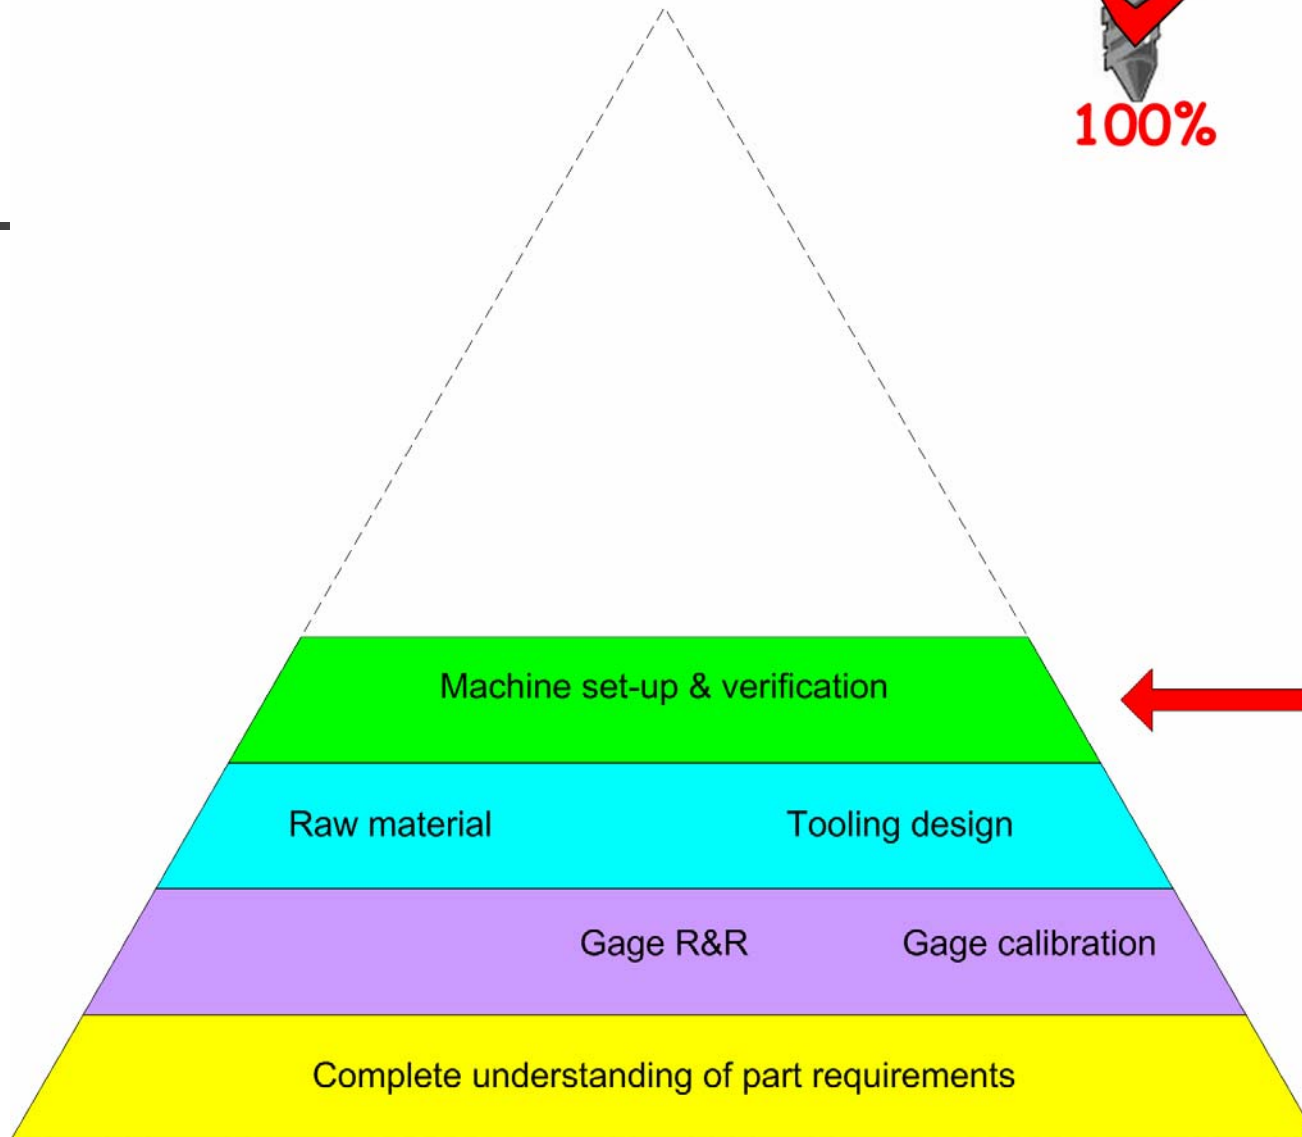 100%
Machine set-up & verification
Raw material Tooling design
Gage R&R Gage calibration
Complete understanding of part requirements